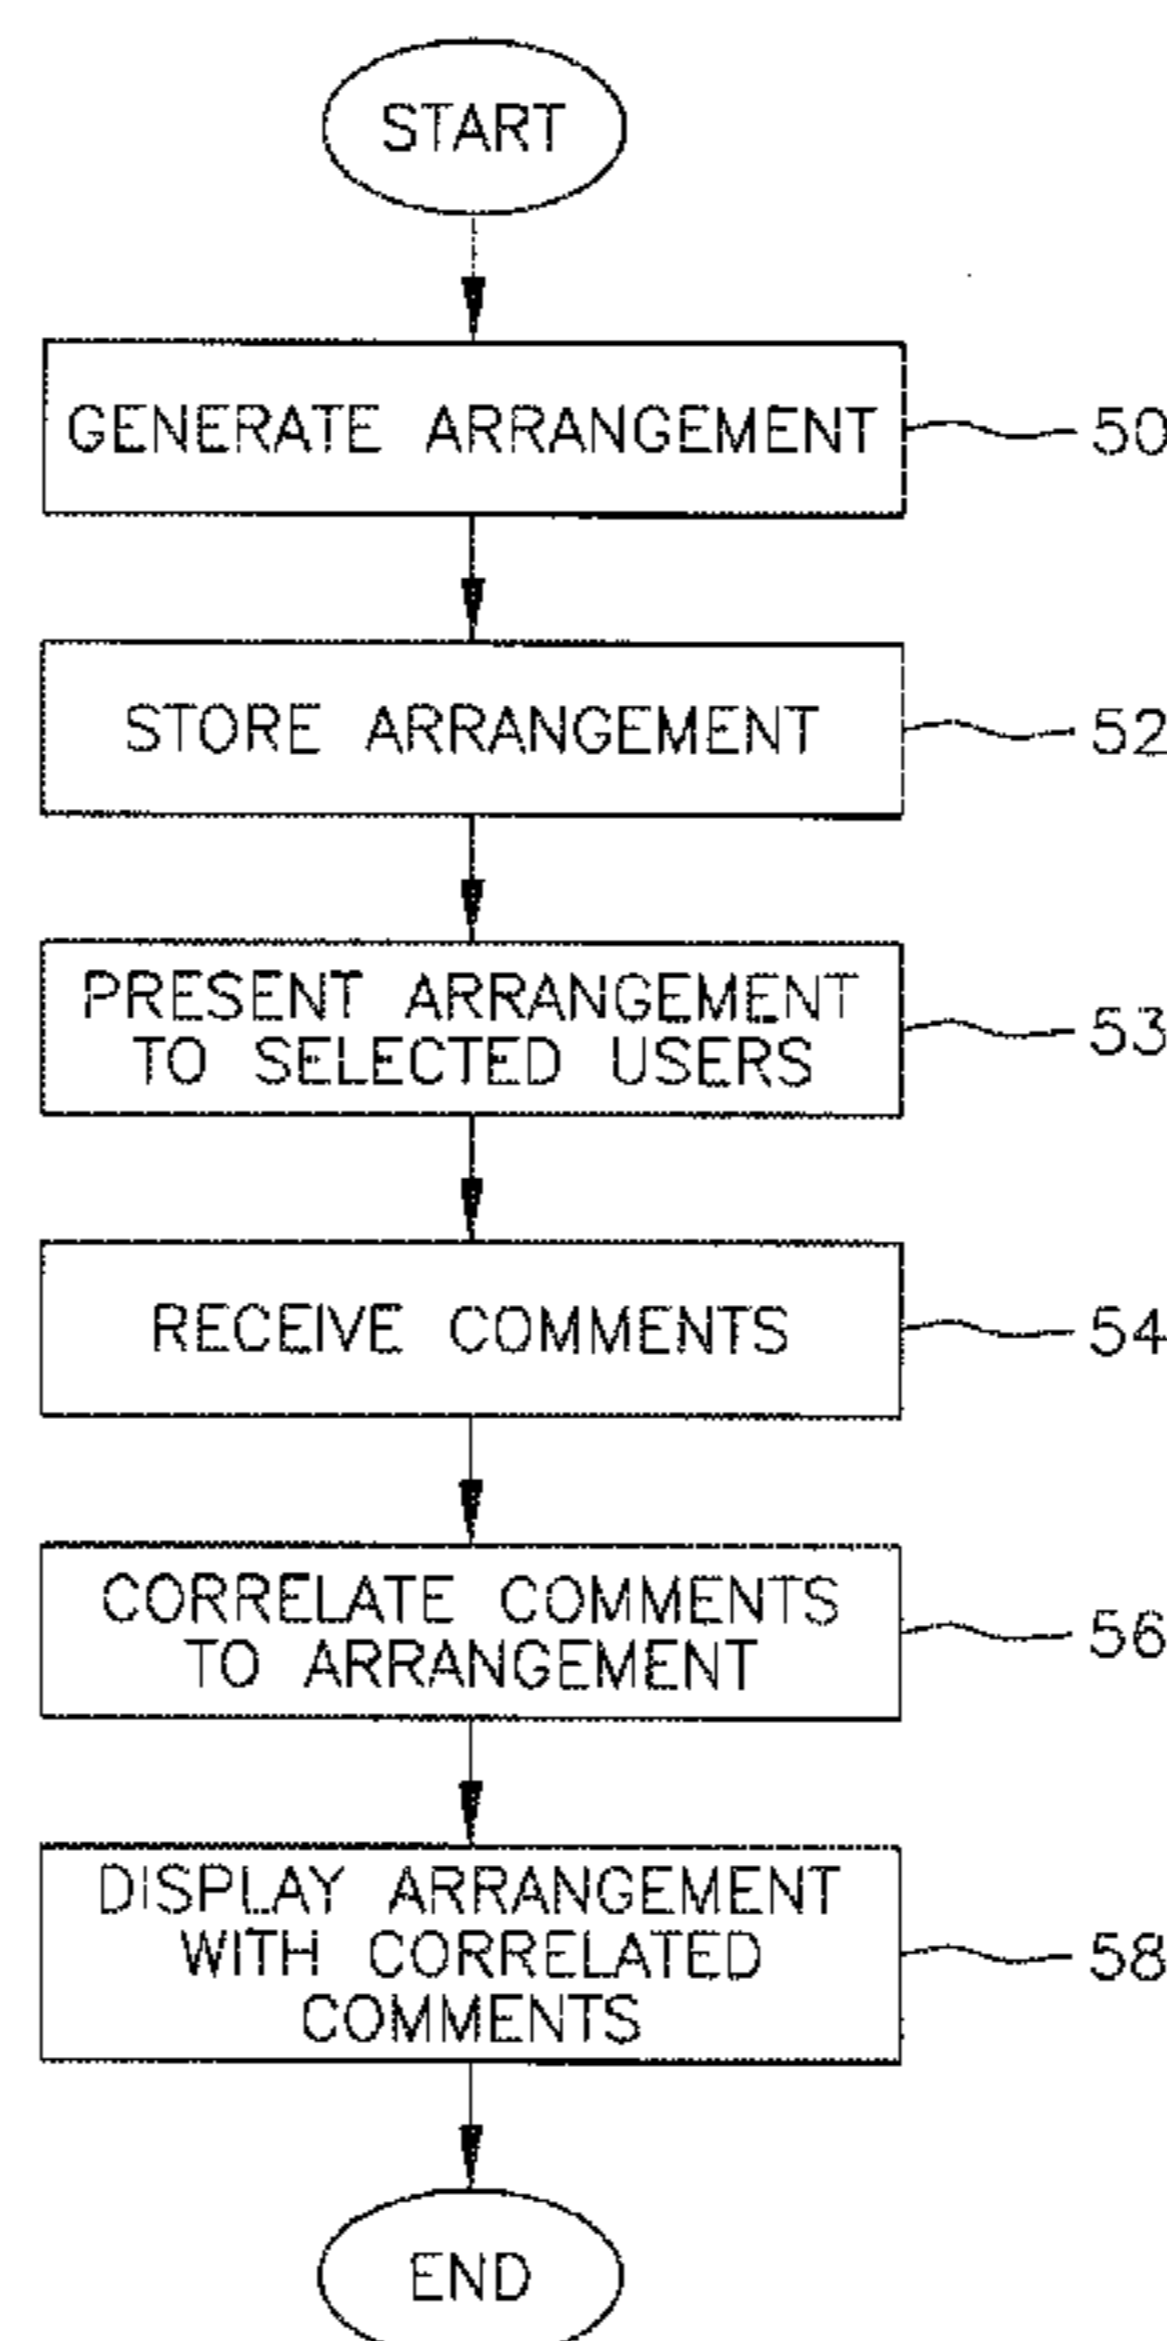 START
GENERATE ARRANGEMENT
50
STORE ARRANGEMENT
52
PRESENT ARRANGEMENT
TO SELECTED USERS
53
RECEIVE COMMENTS
54
CORRELATE COMMENTS
TO ARRANGEMENT
56
DISPLAY ARRANGEMENT
WITH CORRELATED
COMMENTS
58
END